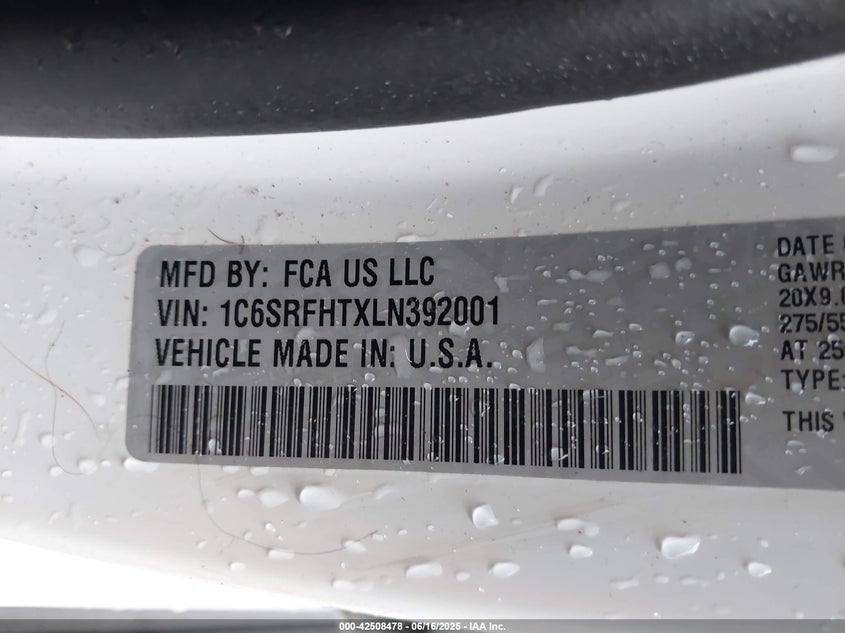 MFD BY: FCA US LLC
VIN: 1C6SRFHTXLN392001
VEHICLE MADE IN: U.S.A.
DATE
GAWR
20X9.
275/55
AT 25
TYPE:
THIS
000-42508478 - 06/16/2025 - IAA Inc.